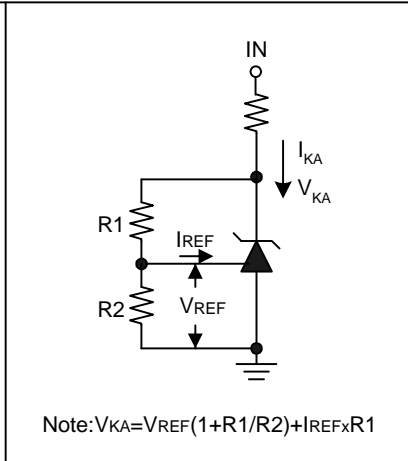 IN
IKA
VKA
R1
IREF
R2
VREF
Note:VKA=VREF(1+R1/R2)+IREFxR1